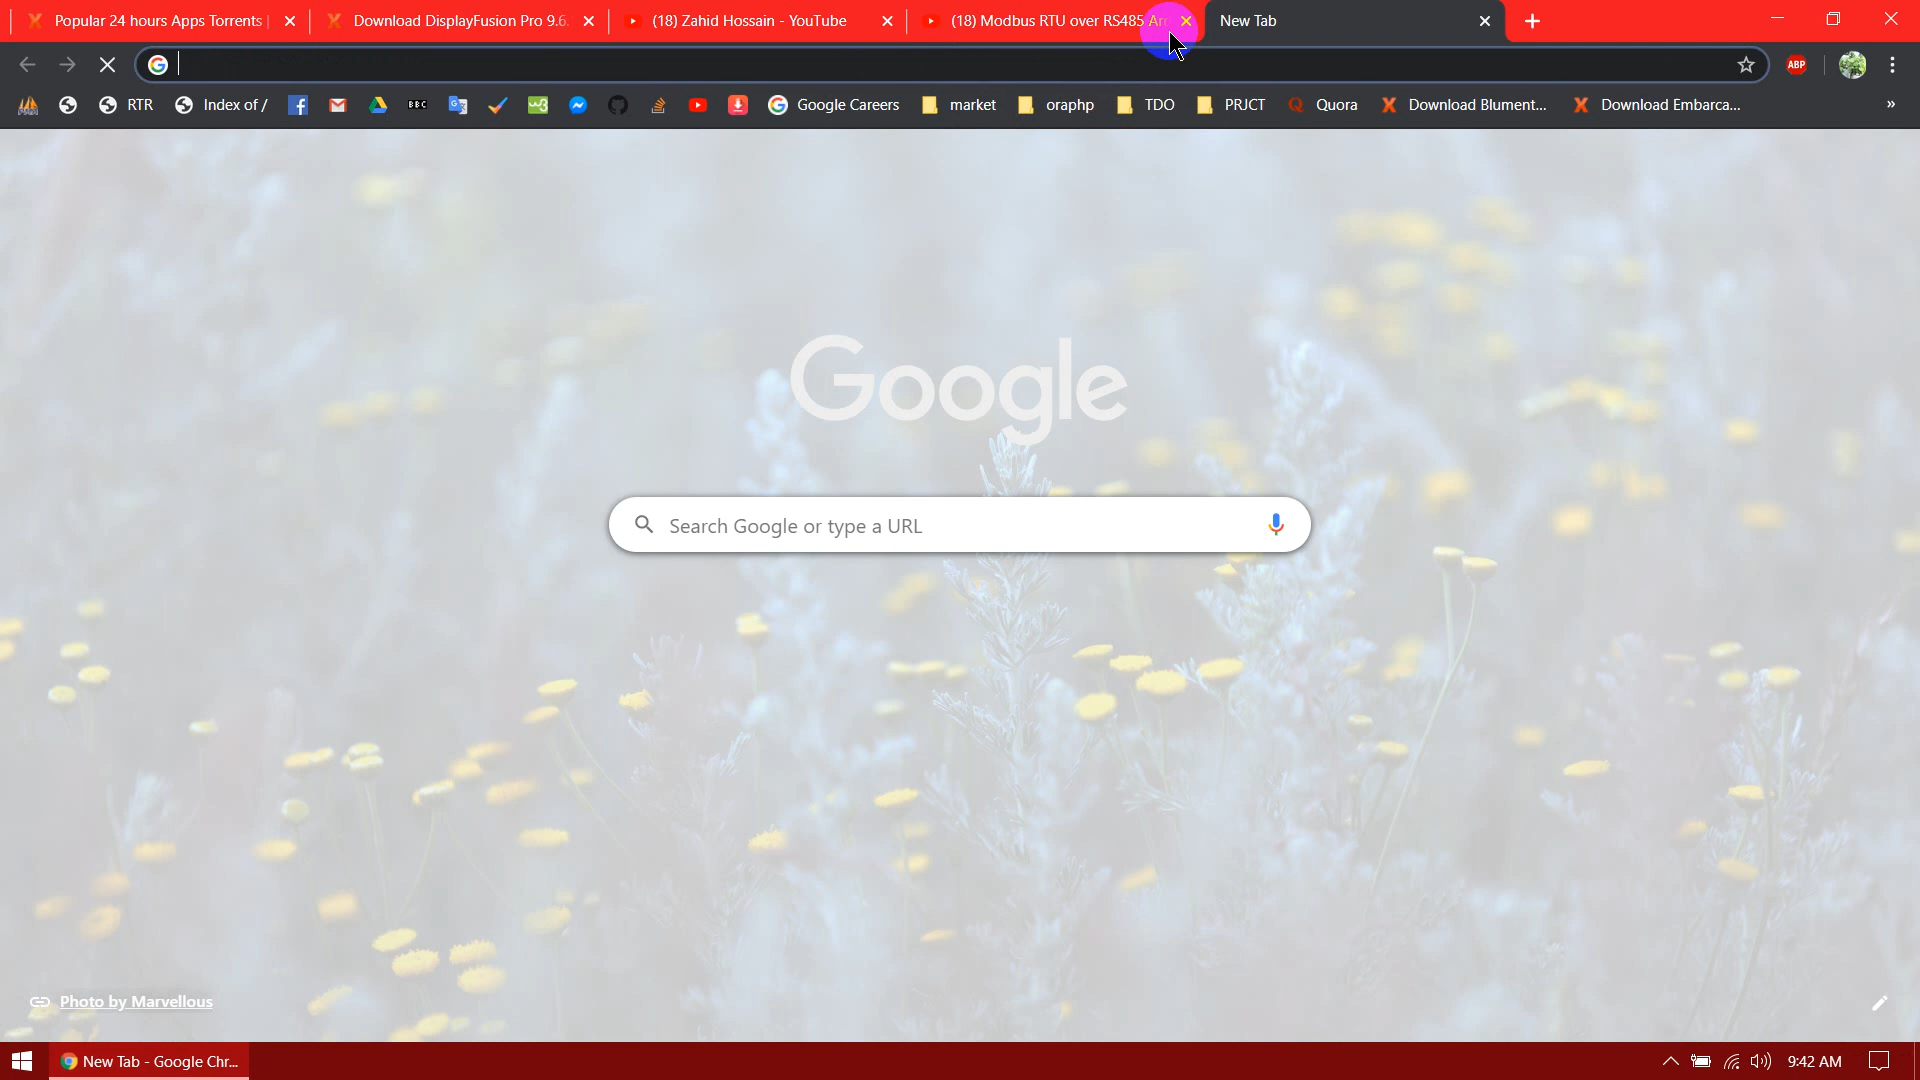 Popular 24 hours Apps Torrents
Download DisplayFusion Pro 9.6.
(18) Zahid Hossain - YouTube
(18) Modbus RTU over RS485
New Tab
ABP
RTR
Index of /
BBC
Google Careers
market
oraphp
TDO
PRJCT
Quora
Download Blument...
Download Embarca...
»
Google
Search Google or type a URL
Photo by Marvellous
New Tab - Google Chr...
9:42 AM